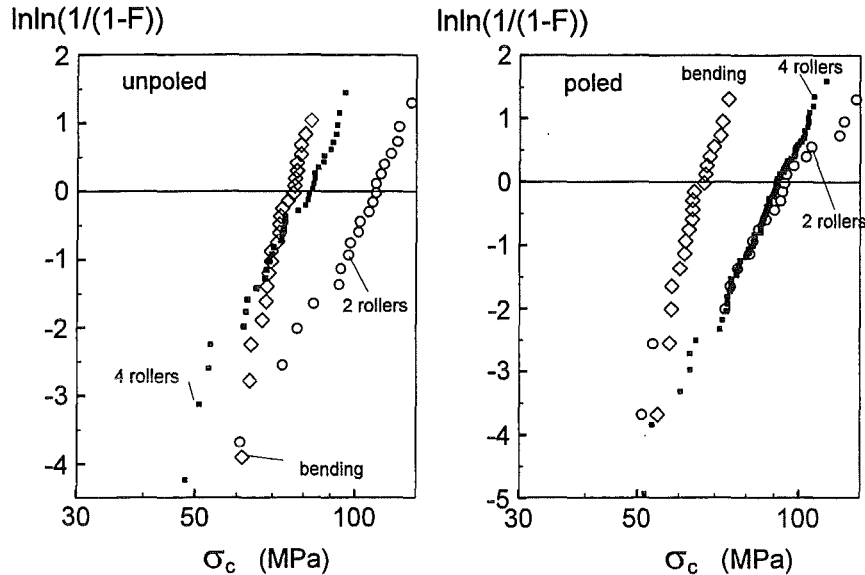 lnln(1/(1-F))
2
1
0
-1
-2
-3
-4
unpoled
2 rollers
4 rollers
bending
30
50
100
σc (MPa)
lnln(1/(1-F))
2
1
0
-1
-2
-3
-4
-5
poled
bending
4 rollers
2 rollers
30
50
100
σc (MPa)